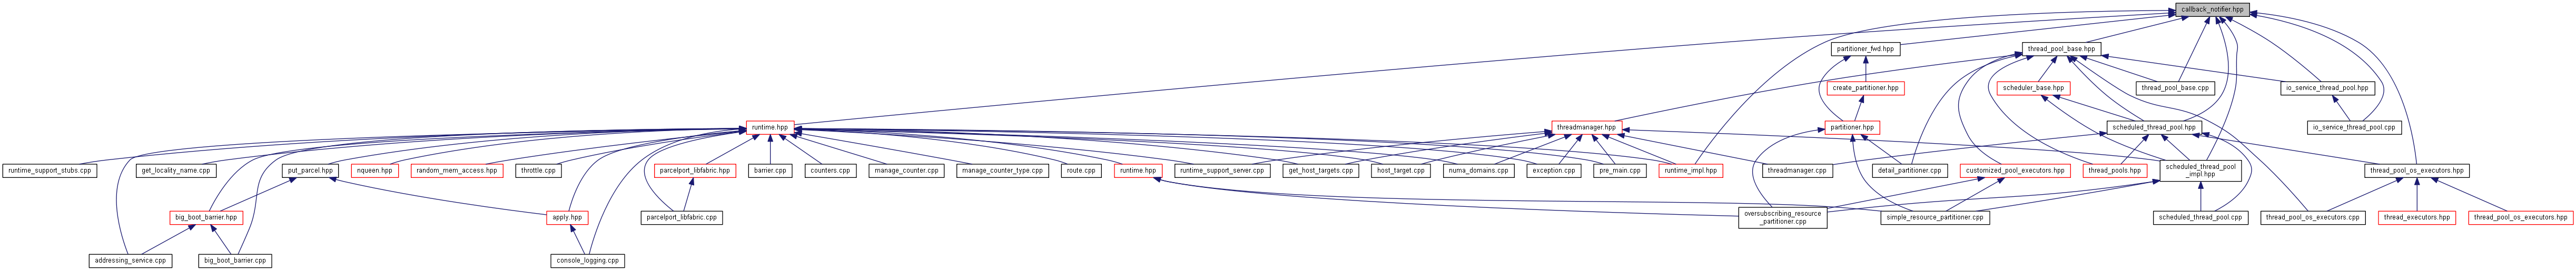 callback_notifier.hpp
partitioner_fwd.hpp
thread_pool_base.hpp
create_partitioner.hpp
scheduler_base.hpp
thread_pool_base.cpp
io_service_thread_pool.hpp
runtime.hpp
threadmanager.hpp
partitioner.hpp
scheduled_thread_pool.hpp
io_service_thread_pool.cpp
runtime_support_stubs.cpp
get_locality_name.cpp
put_parcel.hpp
nqueen.hpp
random_mem_access.hpp
throttle.cpp
parcelport_libfabric.hpp
barrier.cpp
counters.cpp
manage_counter.cpp
manage_counter_type.cpp
route.cpp
runtime.hpp
runtime_support_server.cpp
get_host_targets.cpp
host_target.cpp
numa_domains.cpp
exception.cpp
pre_main.cpp
runtime_impl.hpp
threadmanager.cpp
detail_partitioner.cpp
customized_pool_executors.hpp
thread_pools.hpp
scheduled_thread_pool
_impl.hpp
thread_pool_os_executors.hpp
big_boot_barrier.hpp
apply.hpp
parcelport_libfabric.cpp
oversubscribing_resource
_partitioner.cpp
simple_resource_partitioner.cpp
scheduled_thread_pool.cpp
thread_pool_os_executors.cpp
thread_executors.hpp
thread_pool_os_executors.hpp
addressing_service.cpp
big_boot_barrier.cpp
console_logging.cpp